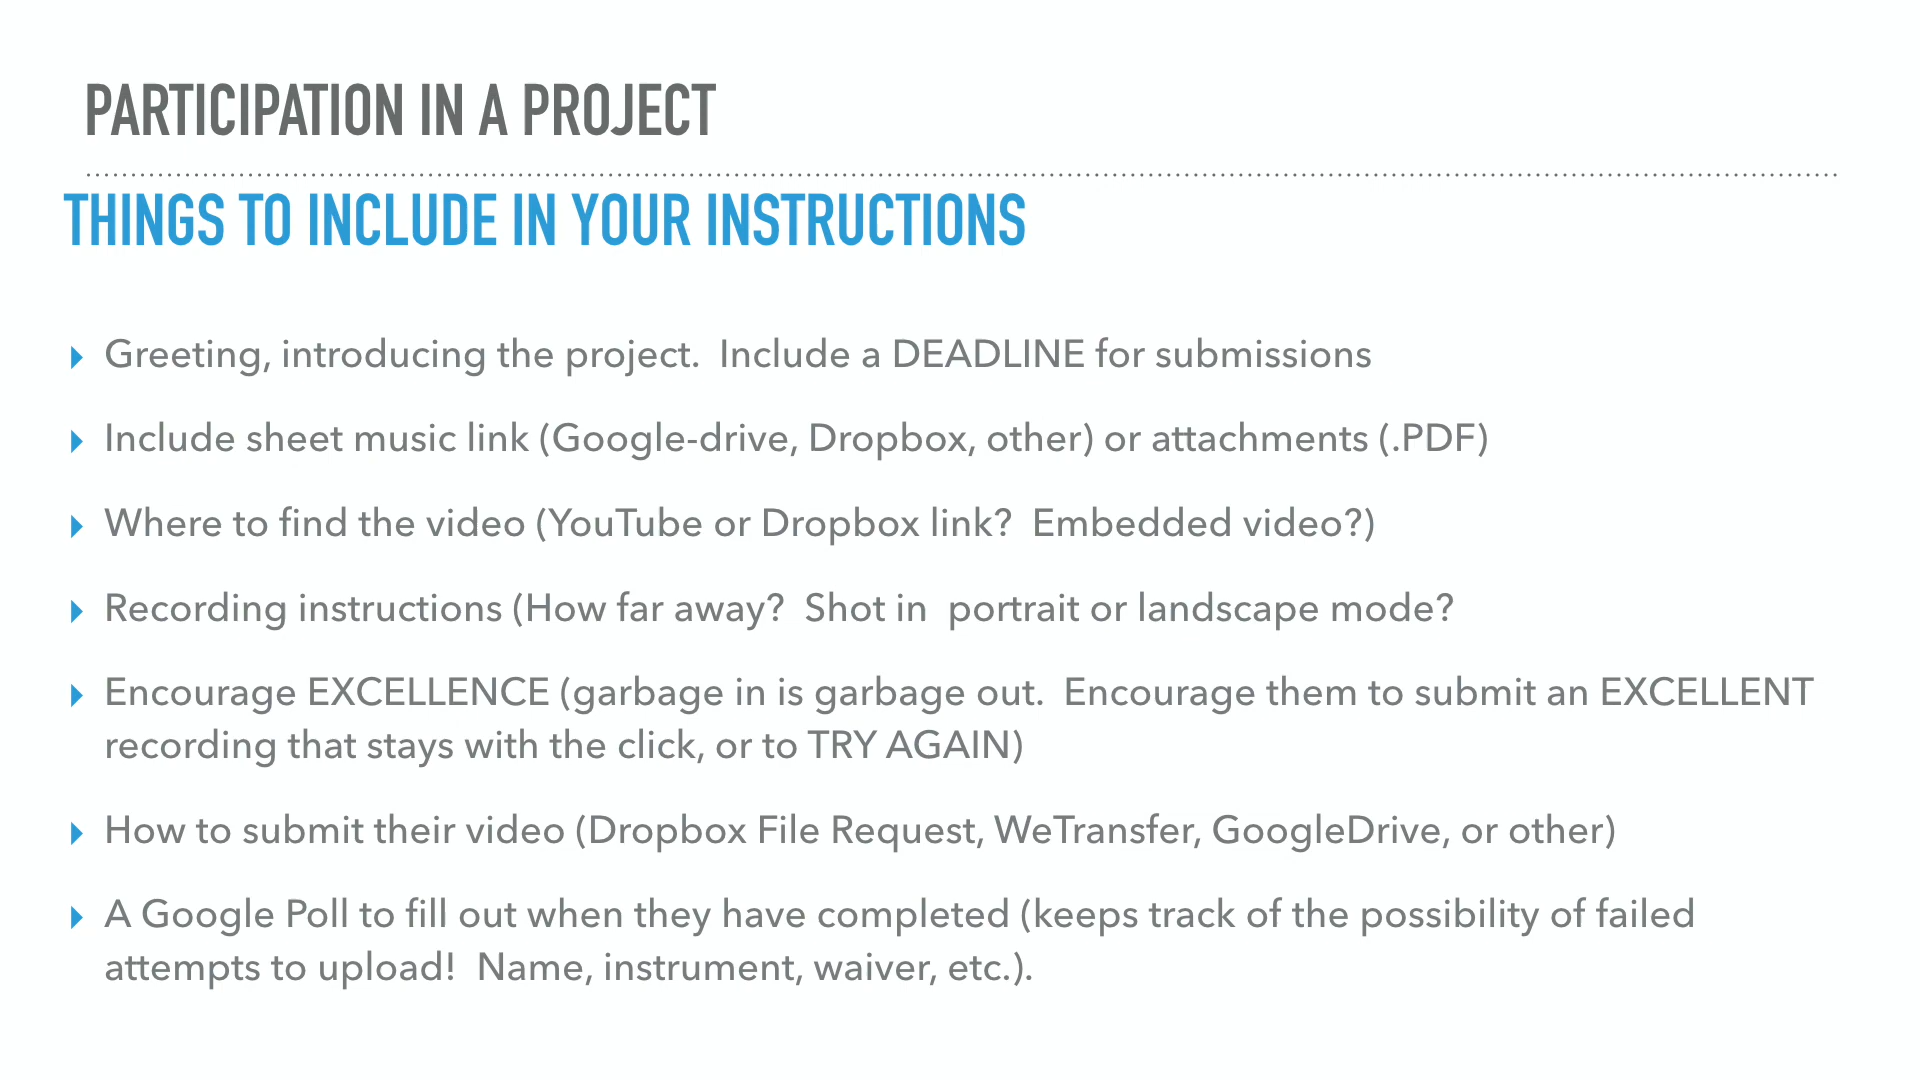 PARTICIPATION IN A PROJECT
THINGS TO INCLUDE IN YOUR INSTRUCTIONS
▸ Greeting, introducing the project.  Include a DEADLINE for submissions
▸ Include sheet music link (Google-drive, Dropbox, other) or attachments (.PDF)
▸ Where to find the video (YouTube or Dropbox link?  Embedded video?)
▸ Recording instructions (How far away?  Shot in  portrait or landscape mode?
▸ Encourage EXCELLENCE (garbage in is garbage out.  Encourage them to submit an EXCELLENT
recording that stays with the click, or to TRY AGAIN)
▸ How to submit their video (Dropbox File Request, WeTransfer, GoogleDrive, or other)
▸ A Google Poll to fill out when they have completed (keeps track of the possibility of failed
attempts to upload!  Name, instrument, waiver, etc.).